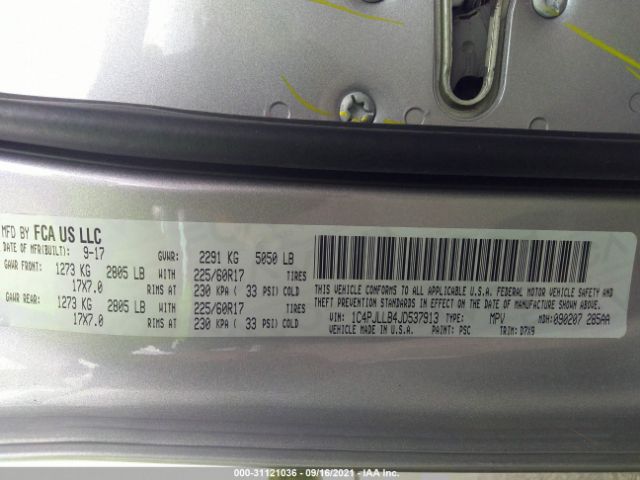 MFD BY FCA US LLC
DATE OF MFR(BUILT): 9-17 GVWR: 2291 KG 5050 LB
GAWR FRONT: 1273 KG 2805 LB WITH 225/60R17 TIRES
17X7.0 RIMS AT 230 KPA ( 33 PSI) COLD
GAWR REAR: 1273 KG 2805 LB WITH 225/60R17 TIRES
17X7.0 RIMS AT 230 KPA ( 33 PSI) COLD
THIS VEHICLE CONFORMS TO ALL APPLICABLE U.S.A. FEDERAL MOTOR VEHICLE SAFETY AND
THEFT PREVENTION STANDARDS IN EFFECT ON THE DATE OF MANUFACTURE SHOWN ABOVE.
VIN: 1C4PJLLB4JD537913 TYPE: MPV MDH: 090207 285AA
VEHICLE MADE IN U.S.A. PAINT: PSC TRIM: D7X9
000-31121036 - 09/16/2021 - IAA Inc.